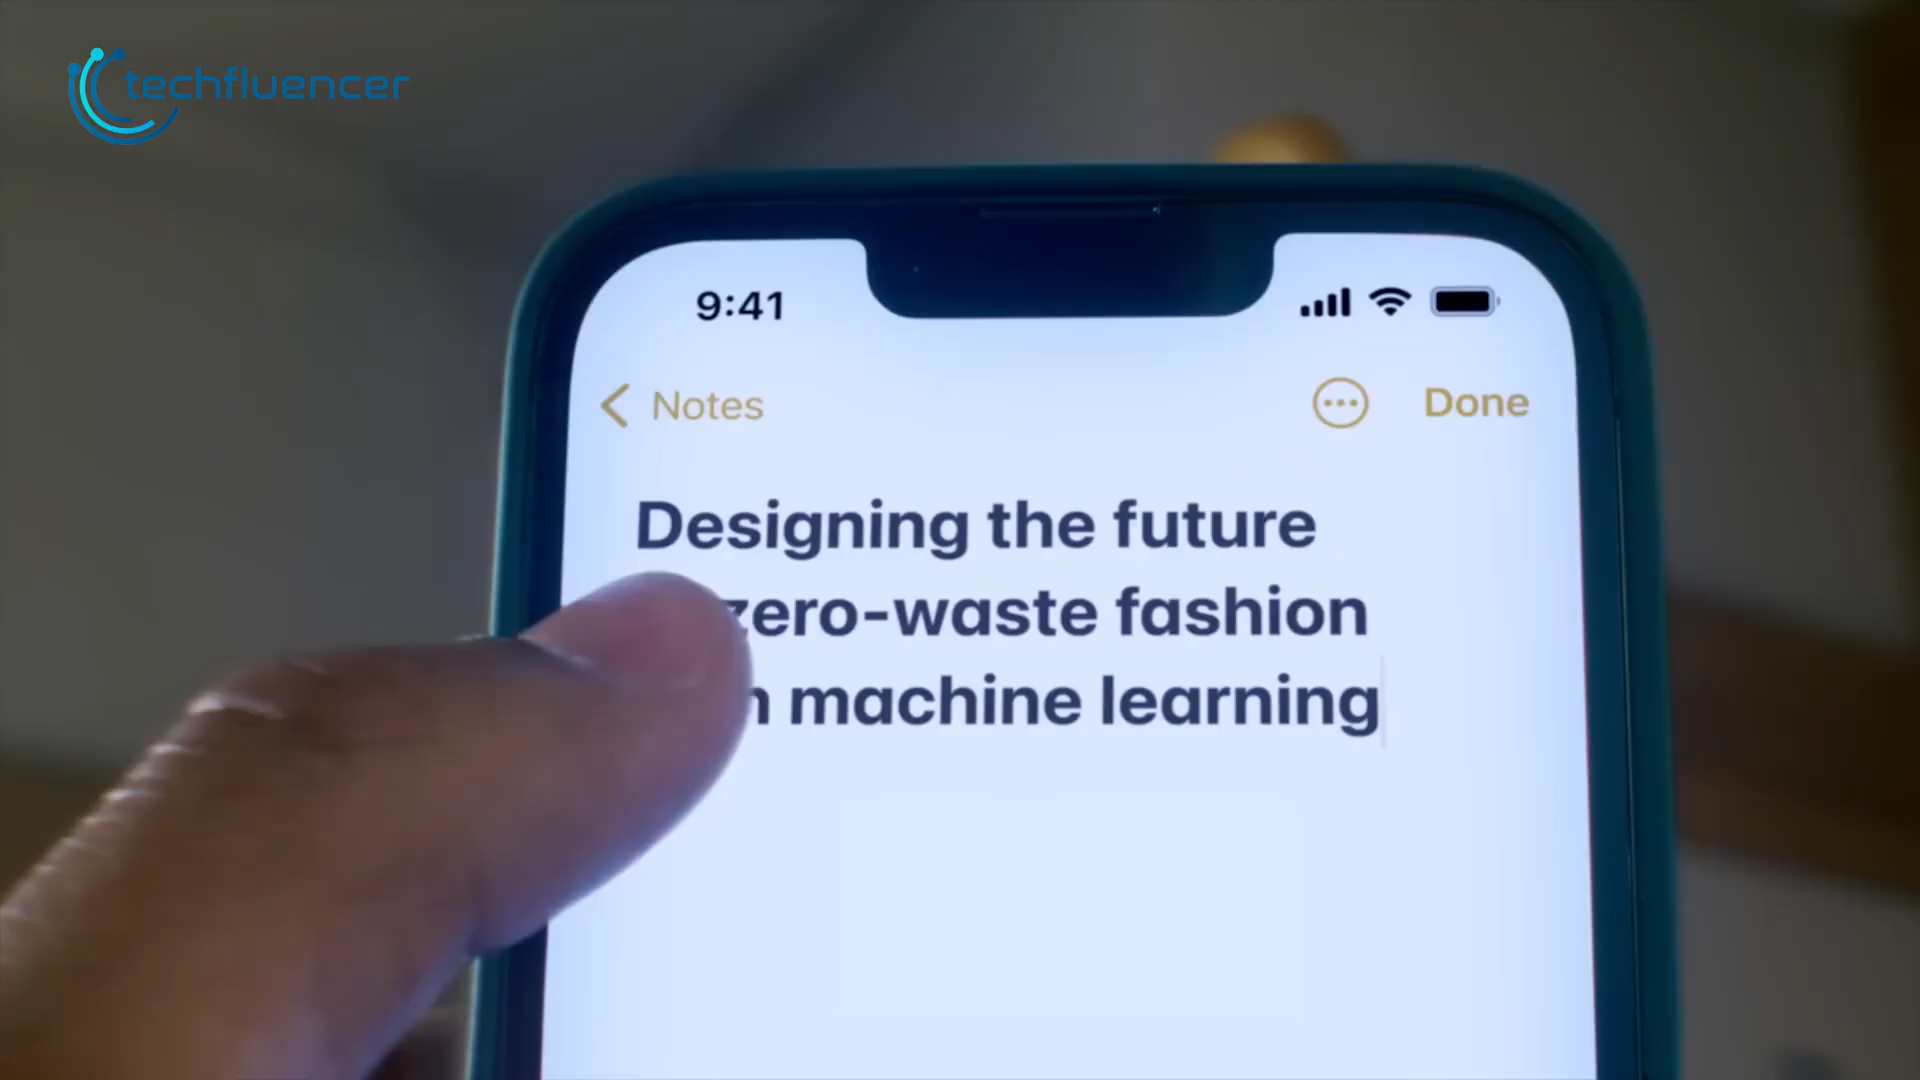 techfluencer
9:41
Notes
Done
Designing the future
zero-waste fashion
machine learning